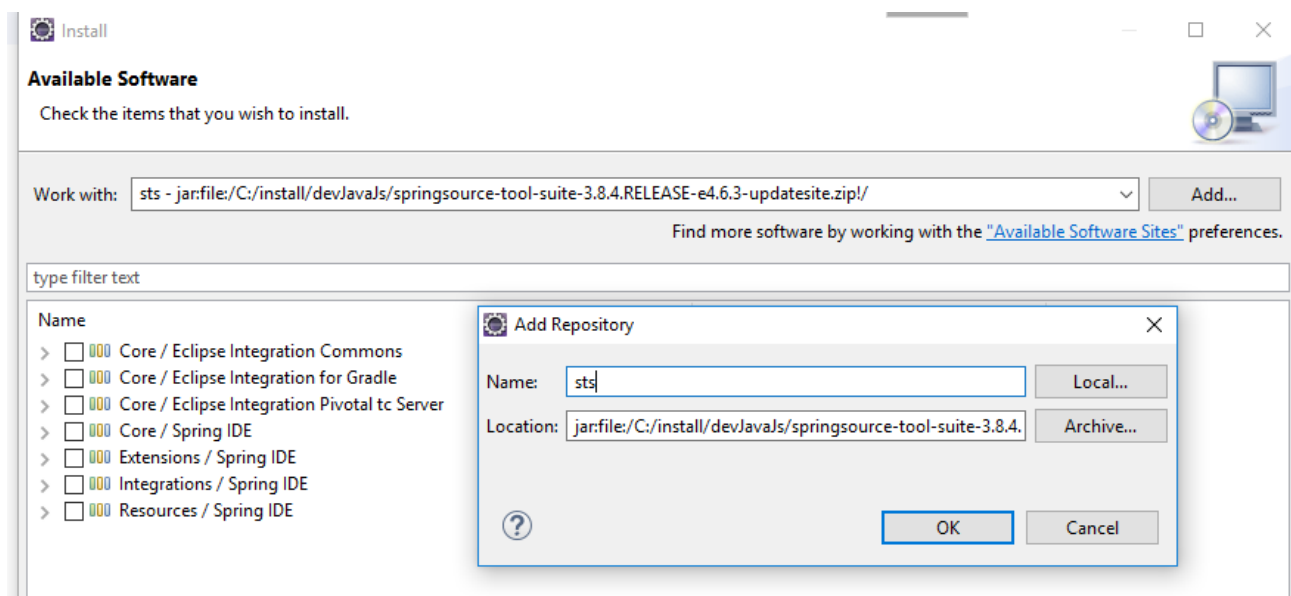 Install
Available Software
Check the items that you wish to install.
Work with: sts - jar:file:/C:/install/devJavaJs/springsource-tool-suite-3.8.4.RELEASE-e4.6.3-updatesite.zip!/ Add...
Find more software by working with the "Available Software Sites" preferences.
type filter text
Name
Core / Eclipse Integration Commons
Core / Eclipse Integration for Gradle
Core / Eclipse Integration Pivotal tc Server
Core / Spring IDE
Extensions / Spring IDE
Integrations / Spring IDE
Resources / Spring IDE
Add Repository
Name: sts Local...
Location: jar:file:/C:/install/devJavaJs/springsource-tool-suite-3.8.4. Archive...
? OK Cancel